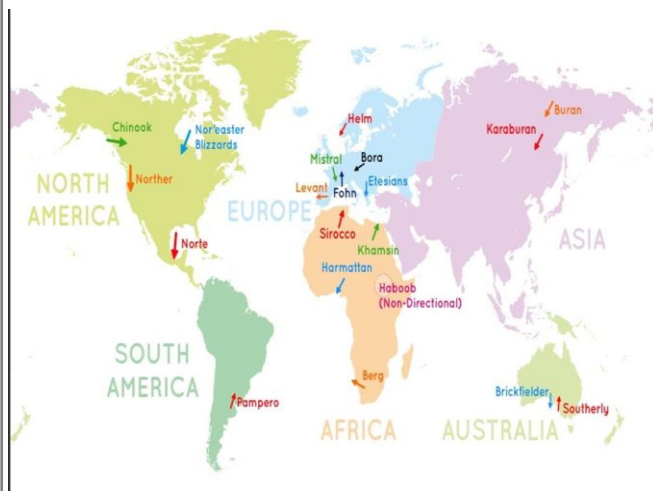 Helm
Buran
Chinook
Nor'easter
Blizzards
Karaburan
Mistral
Bora
Norther
Levant
Fohn
Etesians
NORTH
AMERICA
EUROPE
Norte
Sirocco
Khamsin
ASIA
Harmattan
Haboob
(Non-Directional)
SOUTH
AMERICA
Berg
Brickfielder
Pampero
Southerly
AFRICA
AUSTRALIA